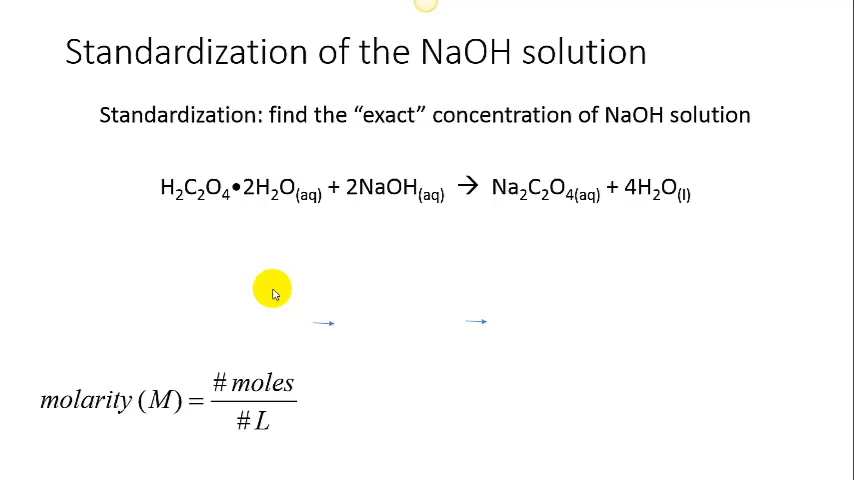 Standardization of the NaOH solution
Standardization: find the “exact” concentration of NaOH solution
H₂C₂O₄•2H₂O₍aq₎ + 2NaOH₍aq₎ → Na₂C₂O₄₍aq₎ + 4H₂O₍l₎
molarity (M) = # moles / # L